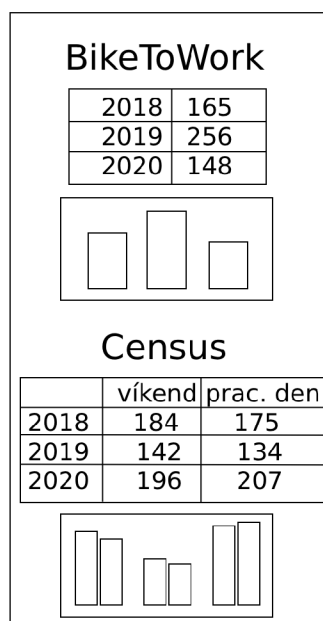 BikeToWork
2018 165
2019 256
2020 148
Census
víkend prac. den
2018 184 175
2019 142 134
2020 196 207